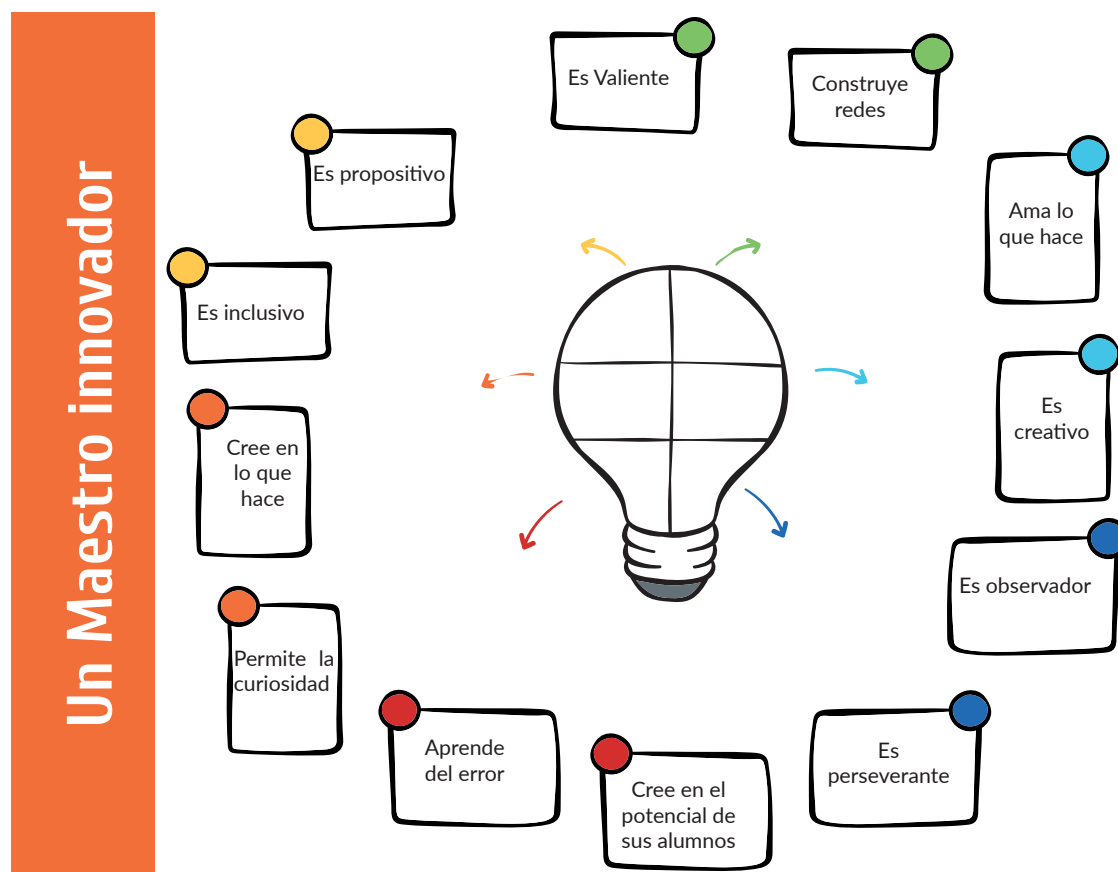 Un Maestro innovador
Es Valiente
Construye
redes
Ama lo
que hace
Es
creativo
Es observador
Es
perseverante
Cree en el
potencial de
sus alumnos
Aprende
del error
Permite la
curiosidad
Cree en
lo que
hace
Es inclusivo
Es propositivo